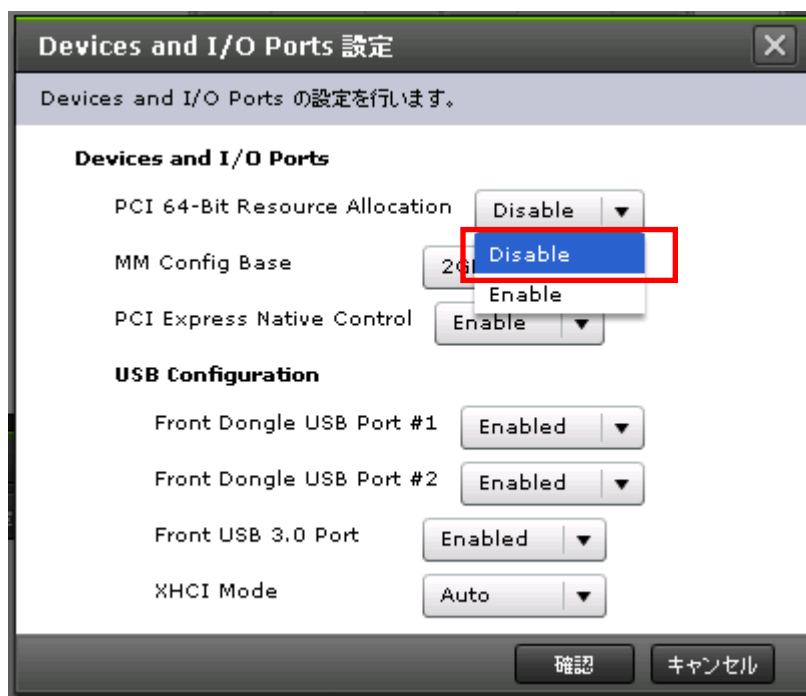 Devices and I/O Ports 設定
Devices and I/O Ports の設定を行います。
Devices and I/O Ports
PCI 64-Bit Resource Allocation Disable
Disable
MM Config Base
Enable
PCI Express Native Control Enable
USB Configuration
Front Dongle USB Port #1 Enabled
Front Dongle USB Port #2 Enabled
Front USB 3.0 Port Enabled
XHCI Mode Auto
確認 キャンセル